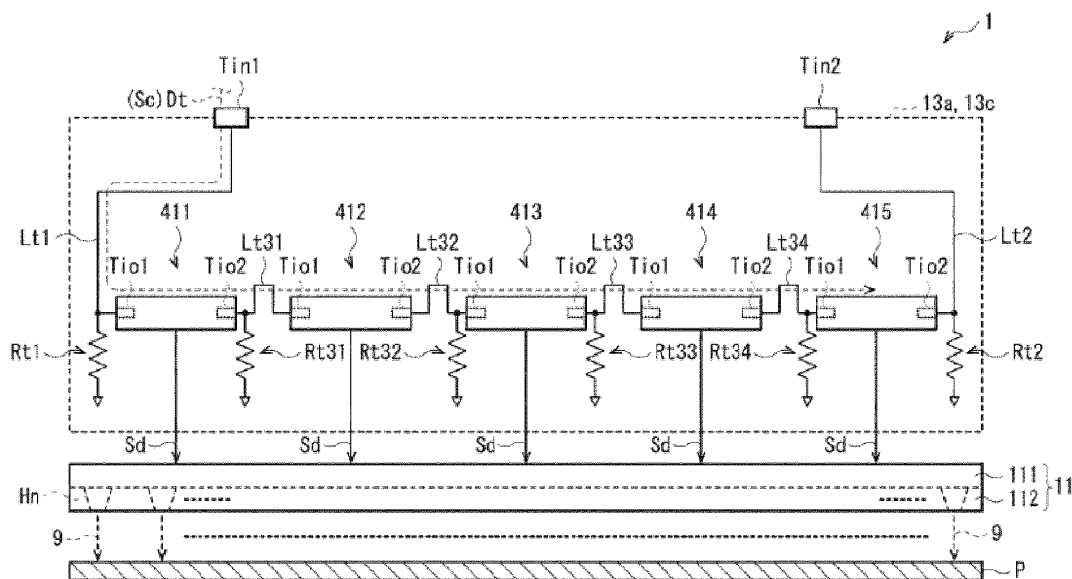 1
Tin1
Tin2
(Sc)Dt
13a, 13c
411
412
413
414
415
Lt1
Lt31
Lt32
Lt33
Lt34
Lt2
Tio1
Tio2
Tio1
Tio2
Tio1
Tio2
Tio1
Tio2
Tio1
Tio2
Rt1
Rt31
Rt32
Rt33
Rt34
Rt2
Sd
Sd
Sd
Sd
Sd
Hn
111
112
11
9
9
P